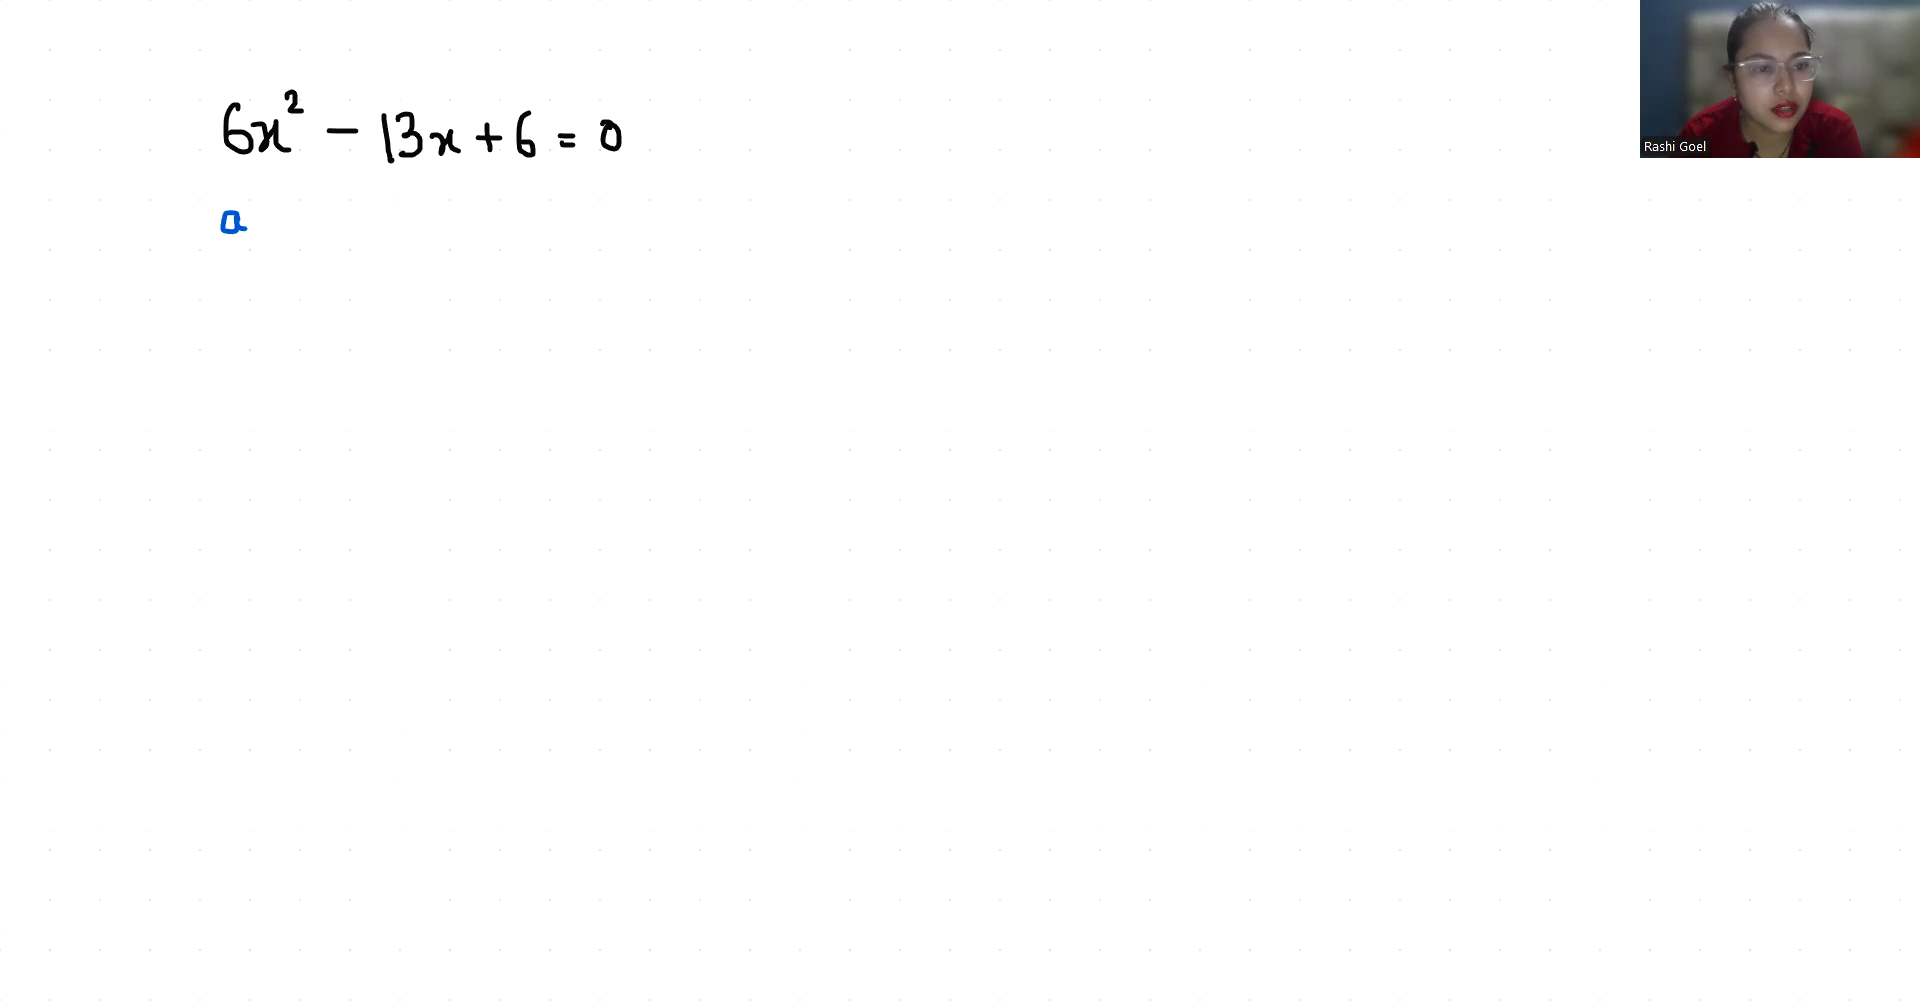 6x² - 13x + 6 = 0
a
Rashi Goel